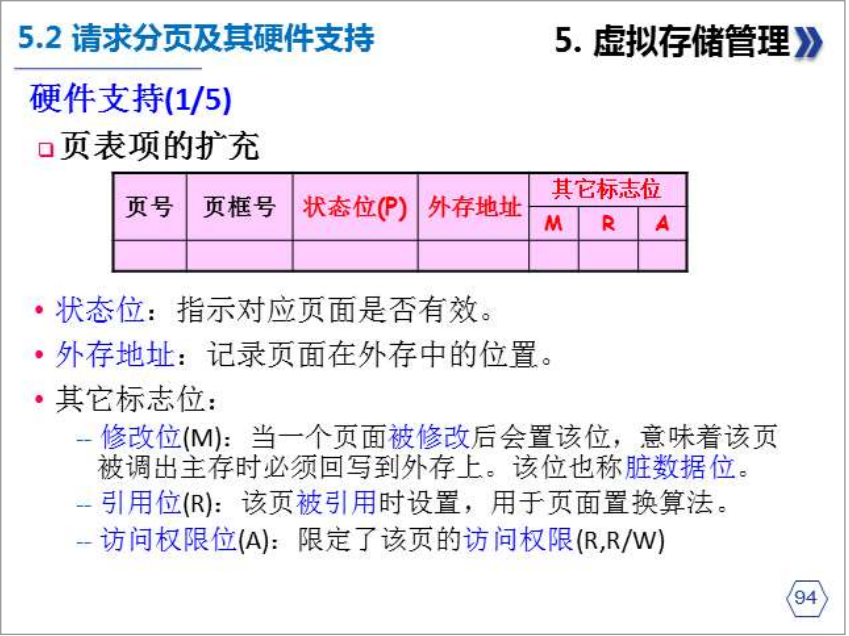 5.2 请求分页及其硬件支持
5. 虚拟存储管理
硬件支持(1/5)
页表项的扩充
页号 页框号 状态位(P) 外存地址 其它标志位
M R A
• 状态位：指示对应页面是否有效。
• 外存地址：记录页面在外存中的位置。
• 其它标志位：
– 修改位(M)：当一个页面被修改后会置该位，意味着该页
被调出主存时必须回写到外存上。该位也称脏数据位。
– 引用位(R)：该页被引用时设置，用于页面置换算法。
– 访问权限位(A)：限定了该页的访问权限(R,R/W)
94